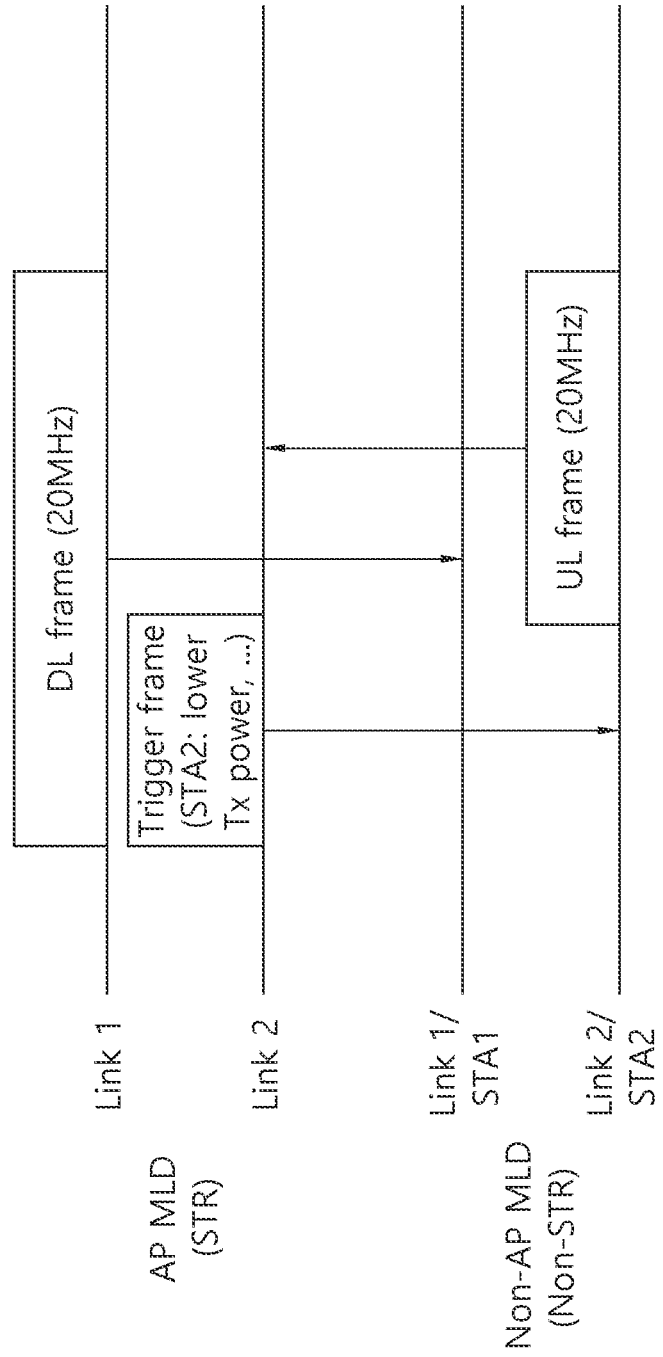 DL frame (20MHz)
Trigger frame
(STA2: lower
Tx power, ...)
UL frame (20MHz)
AP MLD
(STR)
Link 1
Link 2
Non-AP MLD
(Non-STR)
Link 1/
STA1
Link 2/
STA2